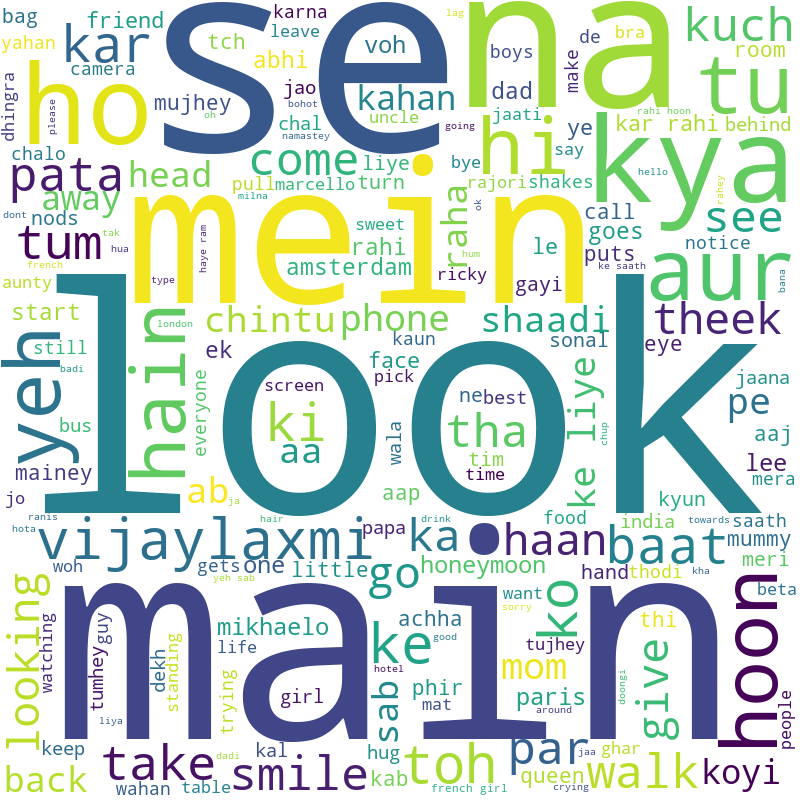 bag friend karna lag
yahan kar leave se na kuch
tch voh boys de bra
camera abhi dad make room
dhingra please ho mujhey jao kahan jaati tu
bohot uncle rahi hoon
oh chal going hi ye kar rahi behind
namastey
chalo come liye bye say kya
pata head pull marcello turn rajori shakes hello rahey
away milna ok
dont nods mein raha call see
tak sweet le goes
tum hua haye ram rahi hum puts notice
french amsterdam ricky ke saath aur
aunty type gayi bana
start hain chintu phone shaadi theek
london
still ek kaun sonal eye
yeh badi face
look pick ke liye jaana
everyone screen ne best pe
ki tha
bus aa wala tim chup aaj
mainey time lee
jo ab aap kyun mera
ja
ranis hair drink food india towards saath
hota vijaylaxmi papa ka haan baat mummy
woh gets one honeymoon meri
yeh sab little go want hand thodi kha beta
looking main sorry ko hoon
watching guy achha
tumhey mikhaelo ke thi
good tujhey
dekh life mom give
standing hotel
girl phir doongi
trying sab paris people
liya mat around
keep kal hug par ghar
dadi jaa
back take smile kab toh queen walk koyi
wahan table french girl crying